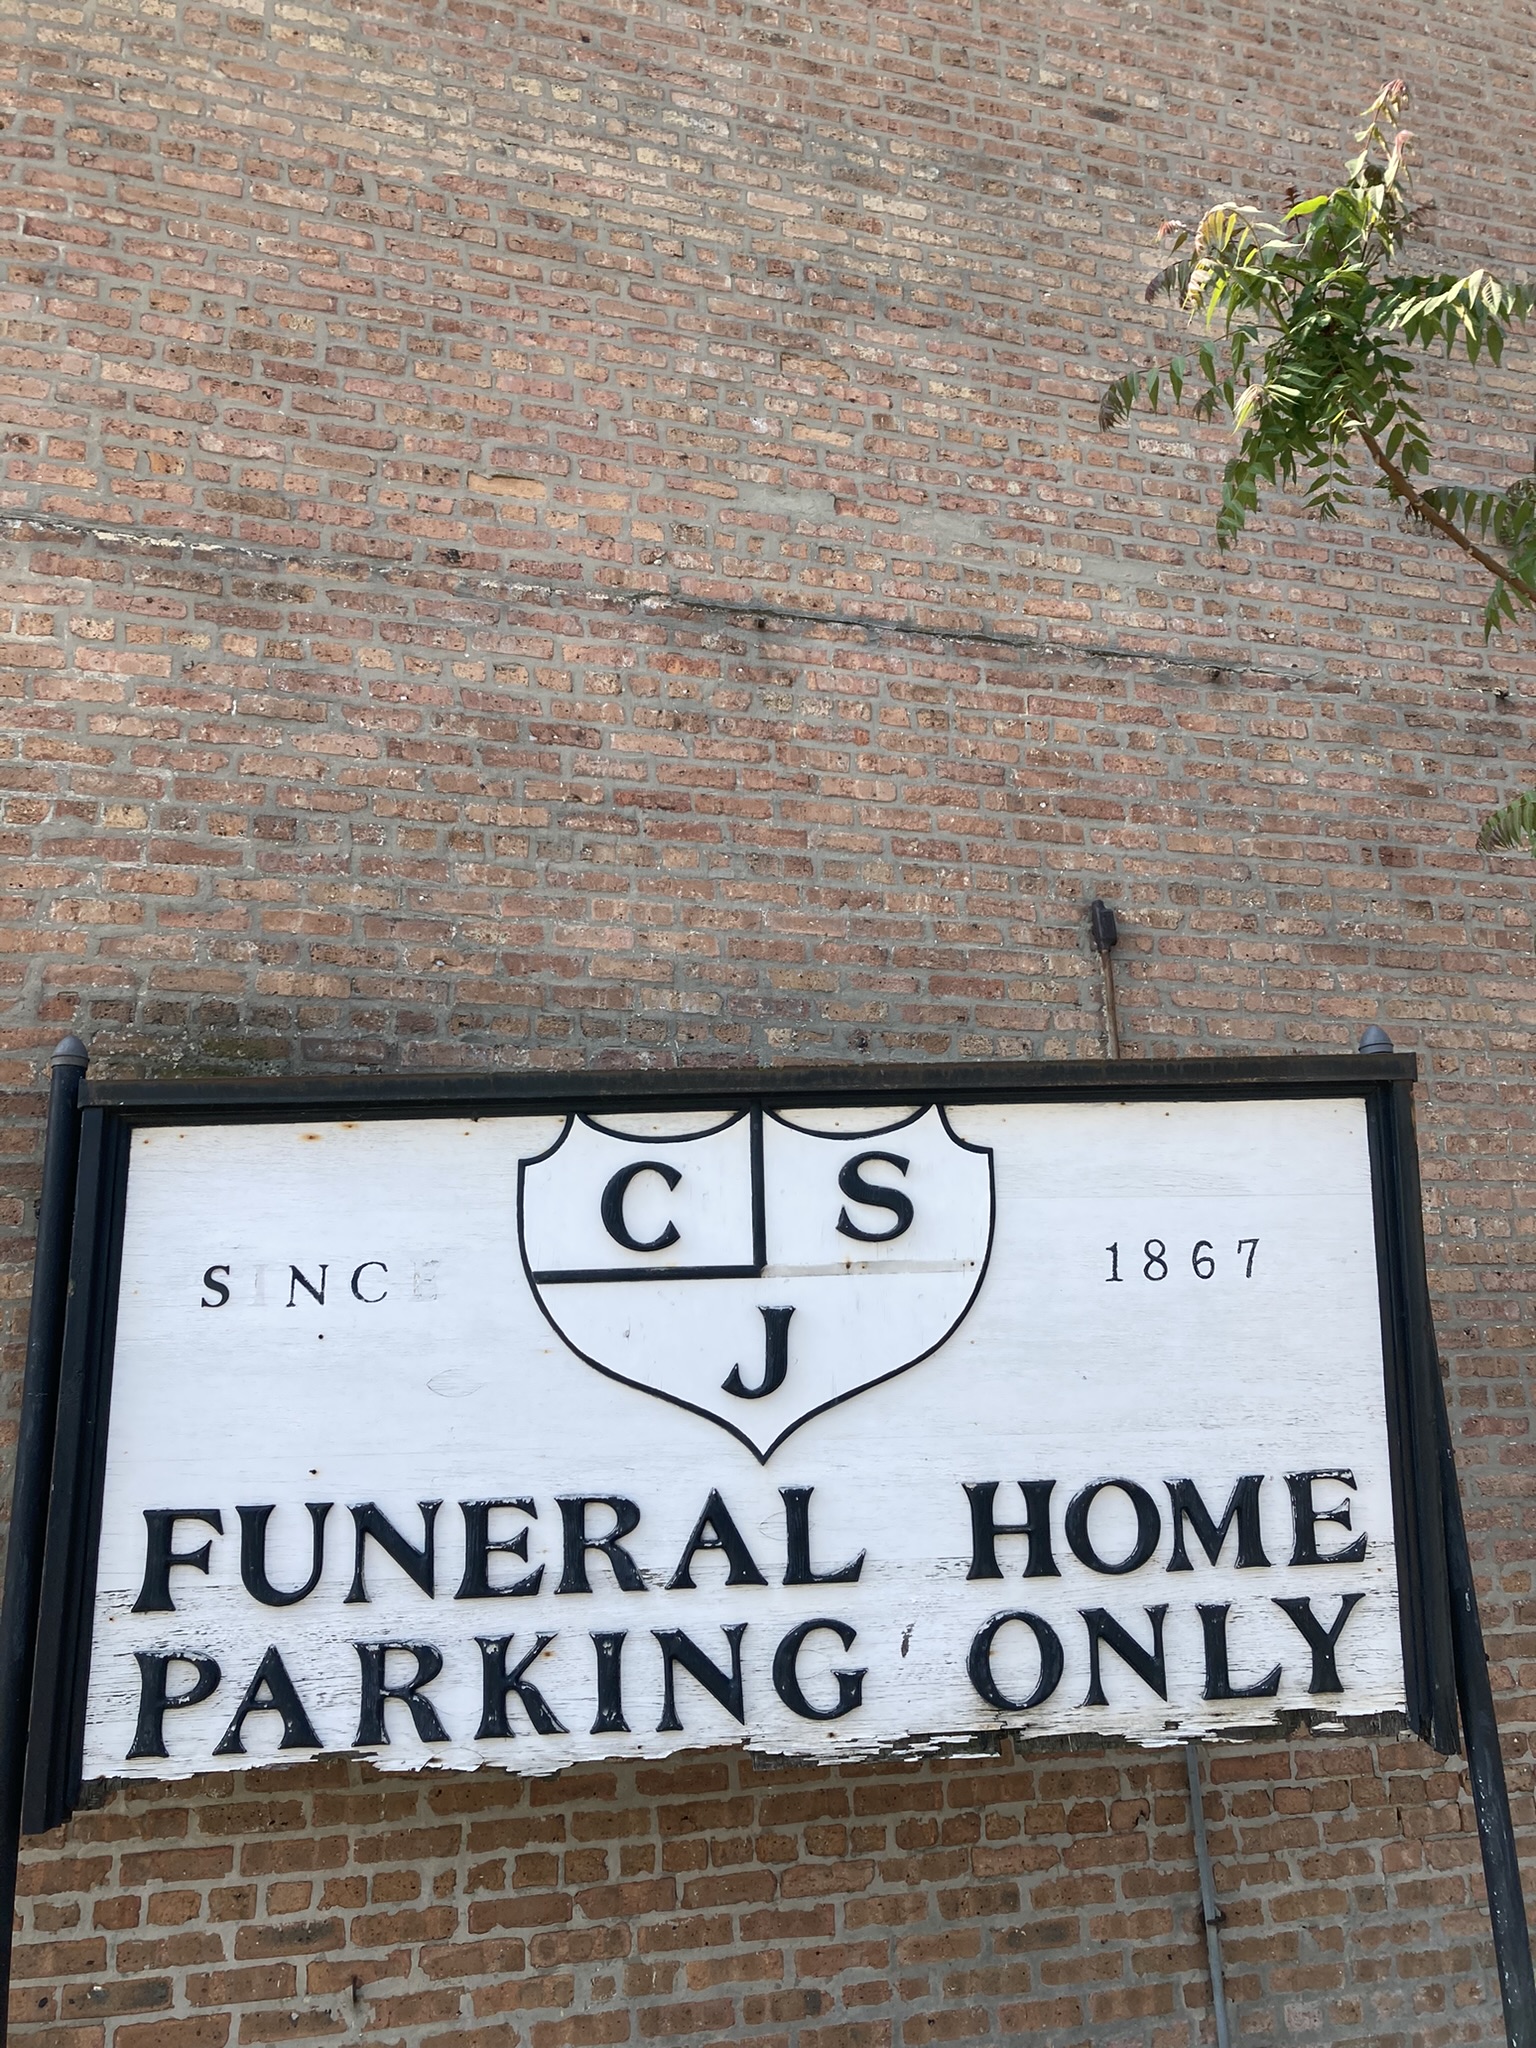 C S
SINCE 1867
J
FUNERAL HOME
PARKING ONLY